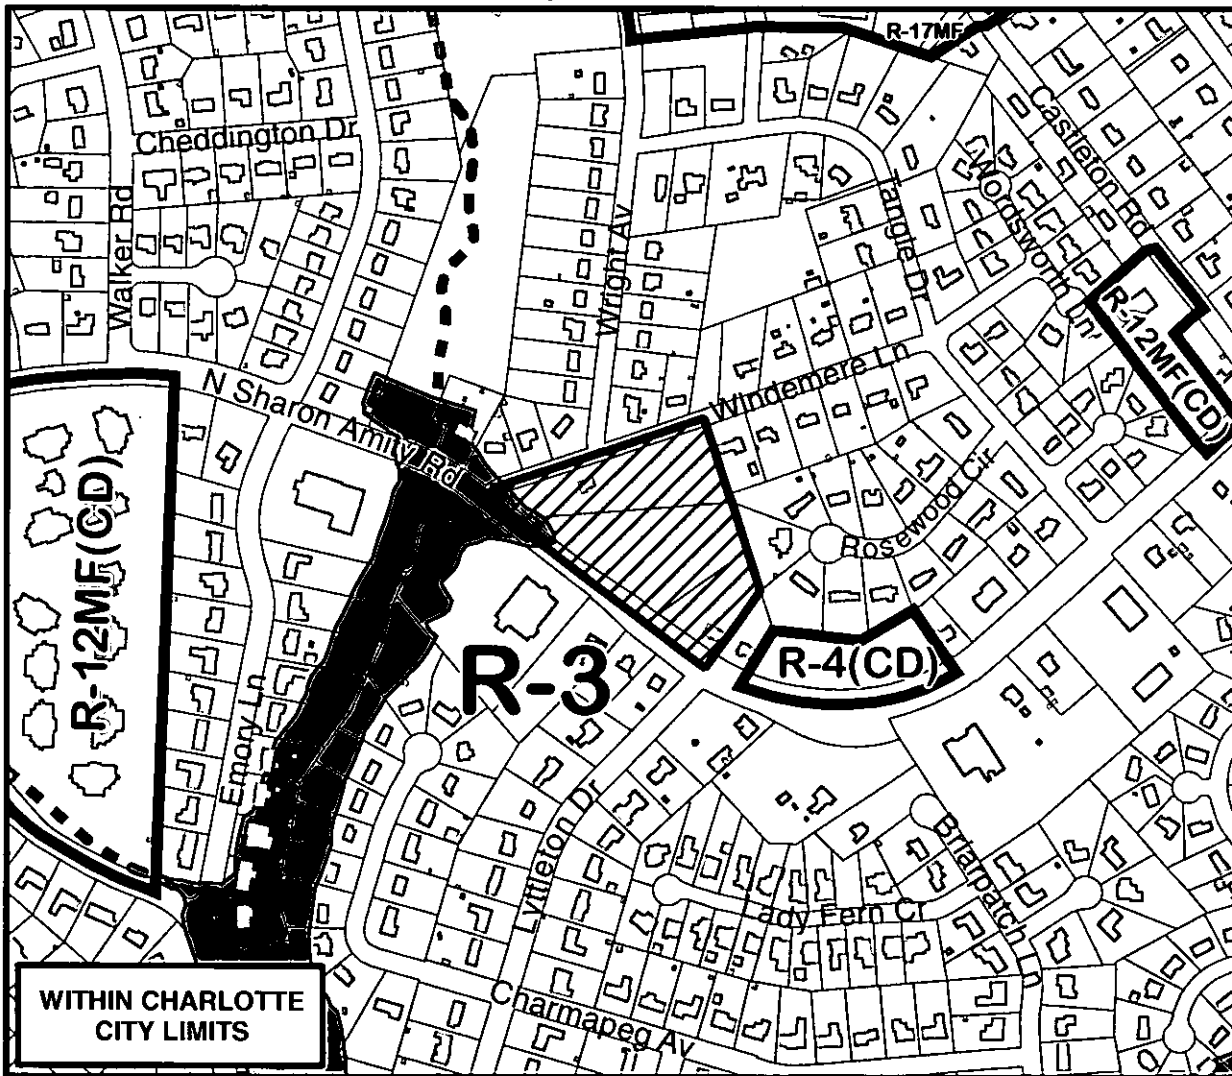 R-17MF
Cheddington Dr
Castleton Rd
Wordsworth Ln
Tangle Dr
Walker Rd
Wright Av
R-12MF(CD)
N Sharon Amity Rd
Windemere Ln
R-12MF(CD)
Rosewood Cir
R-3
R-4(CD)
Emory Ln
Lyttleton Dr
Briarpatch Ln
Lady Fern Cr
Charmapeg Av
WITHIN CHARLOTTE
CITY LIMITS